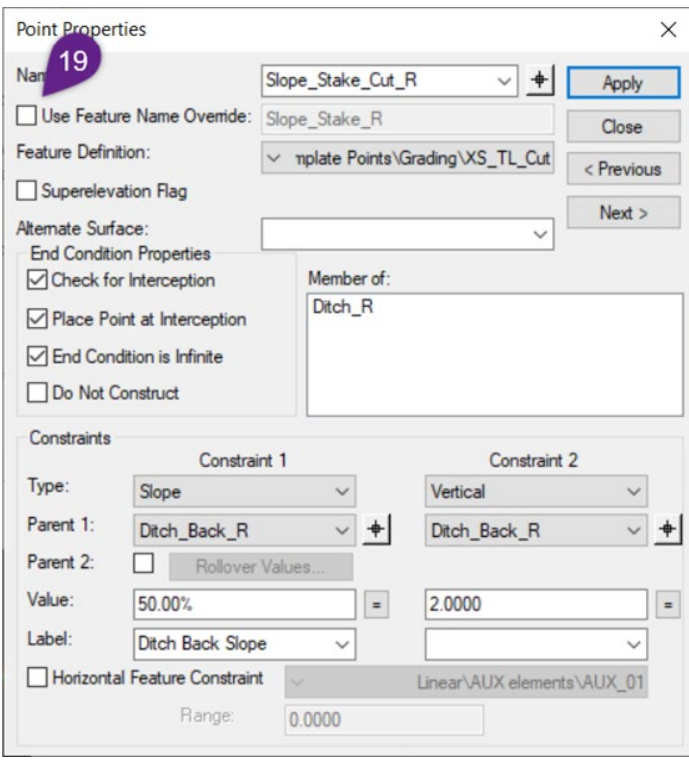 Point Properties
19
Slope_Stake_Cut_R
Apply
Use Feature Name Override:
Slope_Stake_R
Close
Feature Definition:
mplate Points\Grading\XS_TL_Cut
< Previous
Superelevation Flag
Next >
Alternate Surface:
End Condition Properties
Check for Interception
Member of:
Ditch_R
Place Point at Interception
End Condition is Infinite
Do Not Construct
Constraints
Constraint 1
Constraint 2
Type:
Slope
Vertical
Parent 1:
Ditch_Back_R
Ditch_Back_R
Parent 2:
Rollover Values...
Value:
50.00%
=
2.0000
=
Label:
Ditch Back Slope
Horizontal Feature Constraint
Linear\AUX elements\AUX_01
Range:
0.0000